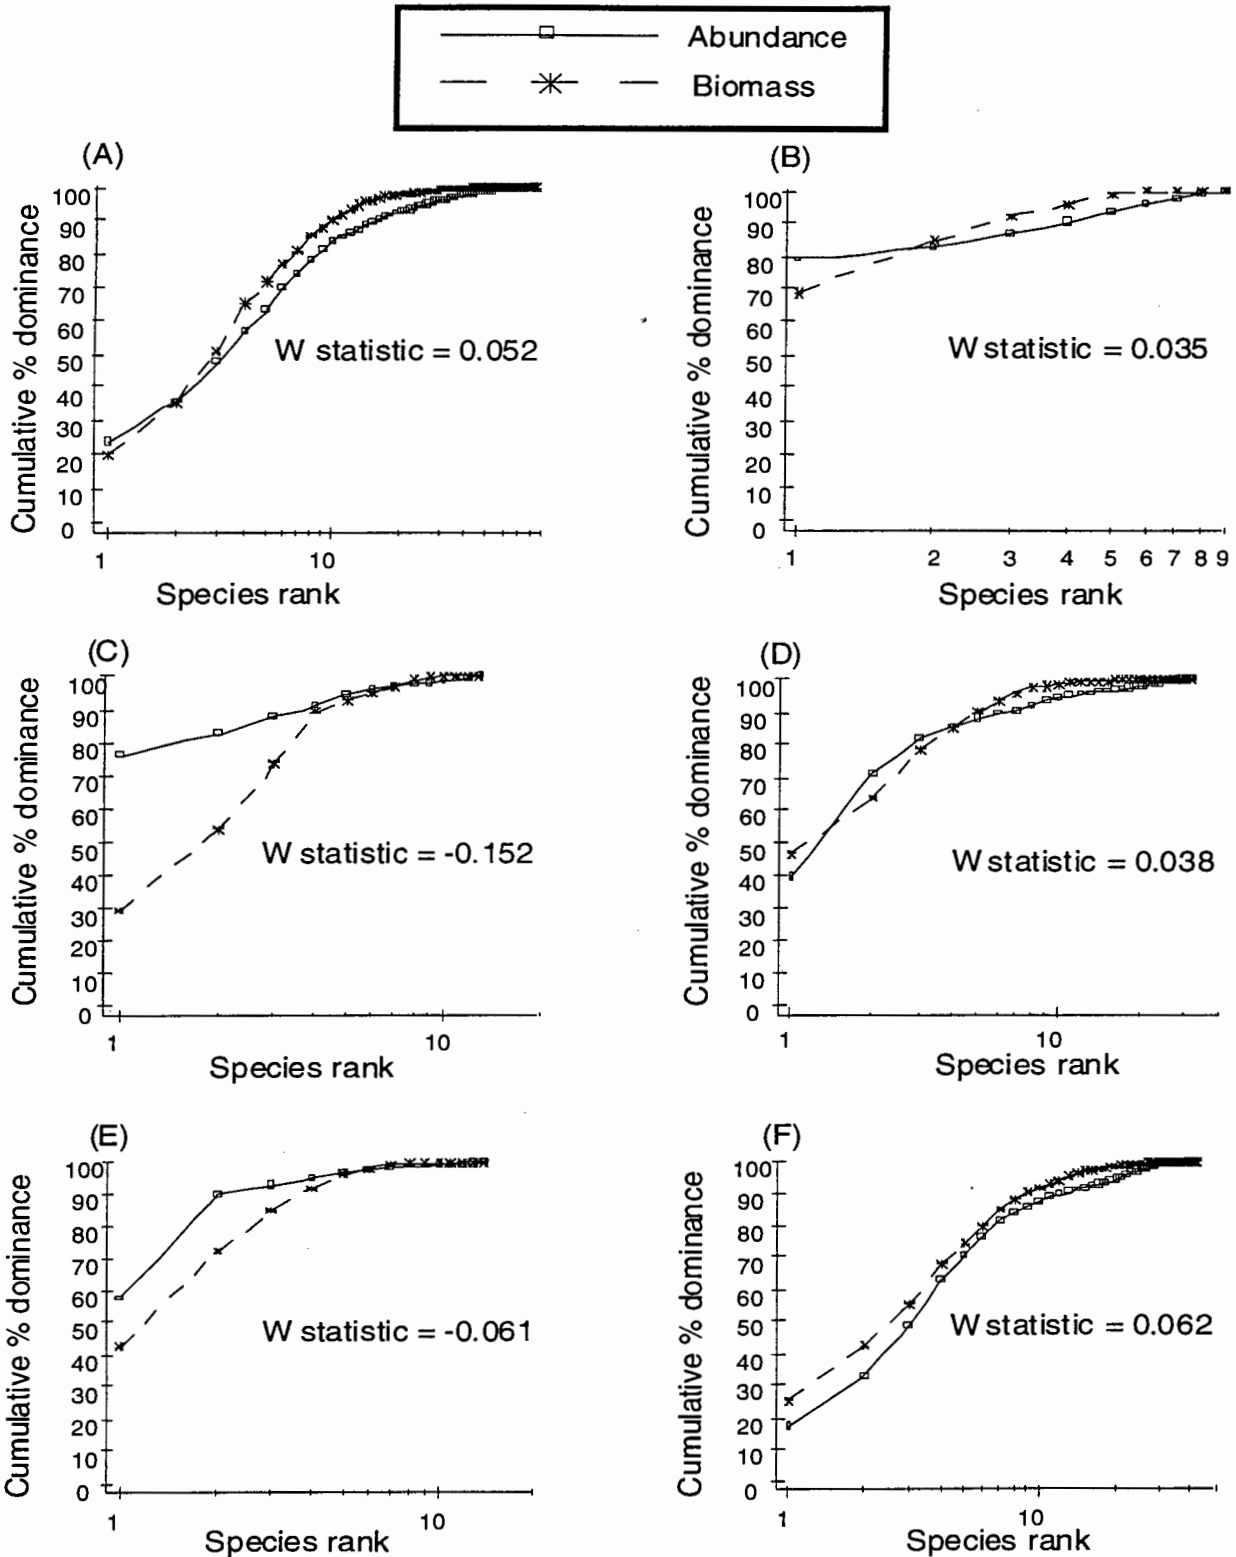 Abundance
Biomass
(A)
100
90
80
70
60
50
40
30
20
10
0
Cumulative % dominance
W statistic = 0.052
1 10
Species rank
(B)
100
90
80
70
60
50
40
30
20
10
0
Cumulative % dominance
W statistic = 0.035
1 2 3 4 5 6 7 8 9
Species rank
(C)
100
90
80
70
60
50
40
30
20
10
0
Cumulative % dominance
W statistic = -0.152
1 10
Species rank
(D)
100
90
80
70
60
50
40
30
20
10
0
Cumulative % dominance
W statistic = 0.038
1 10
Species rank
(E)
100
90
80
70
60
50
40
30
20
10
0
Cumulative % dominance
W statistic = -0.061
1 10
Species rank
(F)
100
90
80
70
60
50
40
30
20
10
0
Cumulative % dominance
W statistic = 0.062
1 10
Species rank